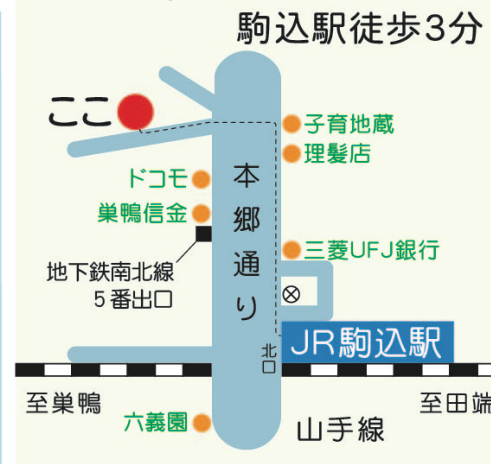 駒込駅徒歩3分
ここ
子育地蔵
理髪店
ドコモ
本郷通り
巣鴨信金
三菱UFJ銀行
地下鉄南北線
5番出口
北口
JR駒込駅
至巣鴨
至田端
六義園
山手線